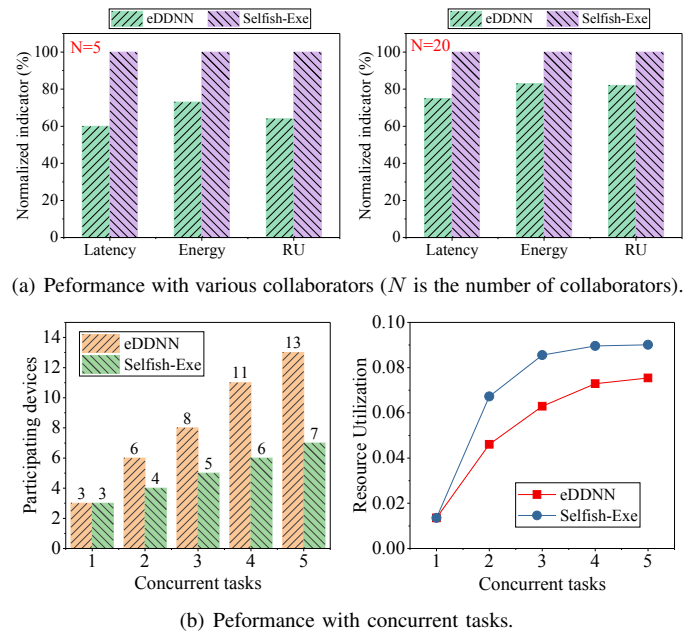 eDDNN Selfish-Exe
N=5
Normalized indicator (%)
100
80
60
40
20
0
Latency Energy RU
eDDNN Selfish-Exe
N=20
Normalized indicator (%)
100
80
60
40
20
0
Latency Energy RU
(a) Peformance with various collaborators (N is the number of collaborators).
eDDNN
Selfish-Exe
Participating devices
14
12
10
8
6
4
2
0
3 3
6 4
8 5
11 6
13 7
1 2 3 4 5
Concurrent tasks
Resource Utilization
0.10
0.08
0.06
0.04
0.02
0.00
eDDNN
Selfish-Exe
1 2 3 4 5
Concurrent tasks
(b) Peformance with concurrent tasks.